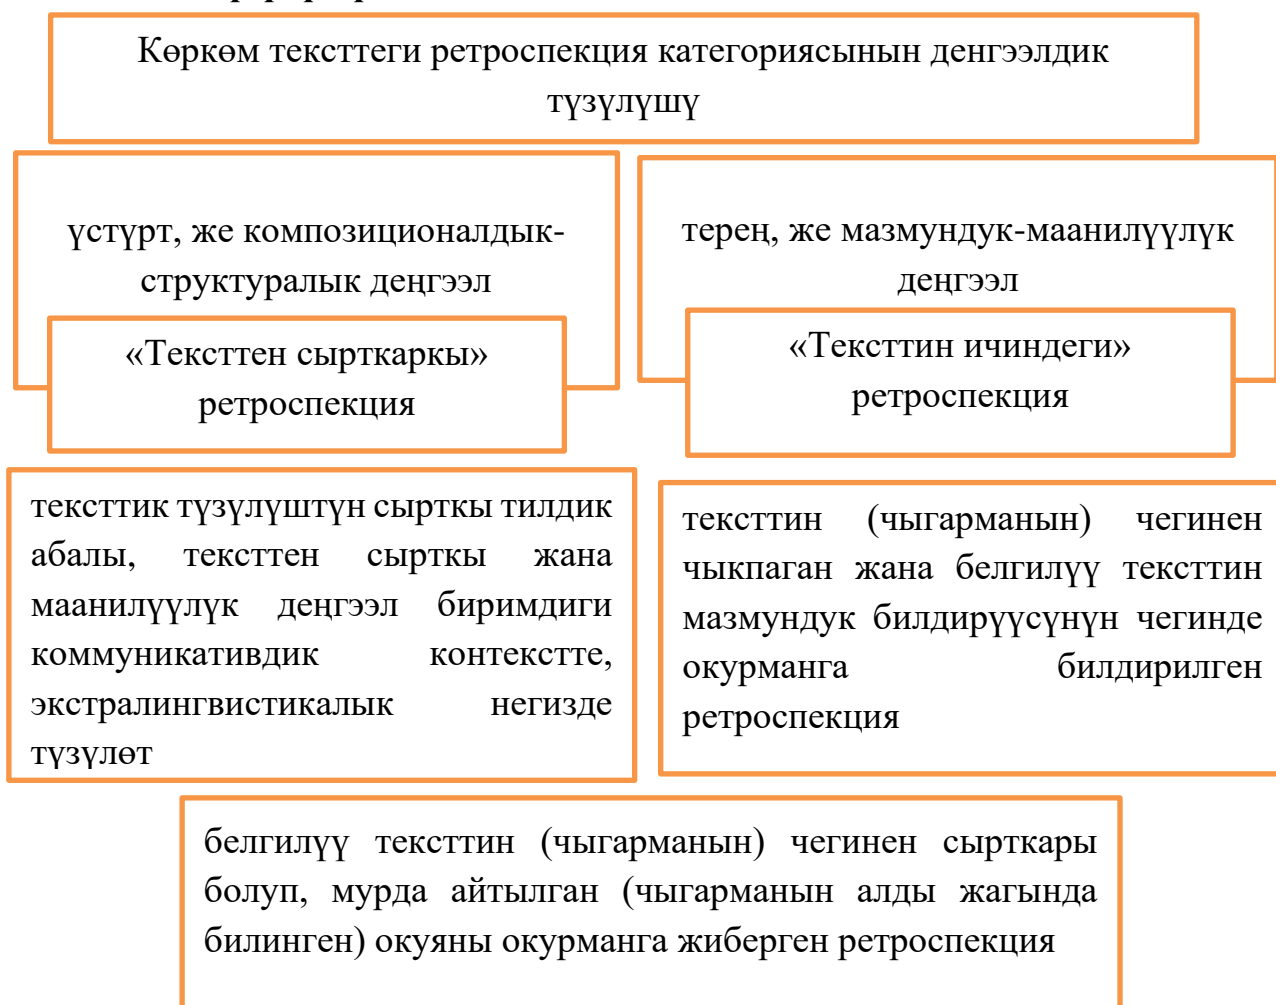 Көркөм тексттеги ретроспекция категориясынын денгээлдик
түзүлүшү
үстүрт, же композиционалдык-
структуралык деңгээл
терең, же мазмундук-маанилүүлүк
деңгээл
«Тексттен сырткаркы»
ретроспекция
«Тексттин ичиндеги»
ретроспекция
тексттик түзүлүштүн сырткы тилдик
абалы, тексттен сырткы жана
маанилүүлүк деңгээл биримдиги
коммуникативдик контекстте,
экстралингвистикалык негизде
түзүлөт
тексттин (чыгарманын) чегинен
чыкпаган жана белгилүү тексттин
мазмундук билдирүүсүнүн чегинде
окурманга билдирилген
ретроспекция
белгилүү тексттин (чыгарманын) чегинен сырткары
болуп, мурда айтылган (чыгарманын алды жагында
билинген) окуяны окурманга жиберген ретроспекция